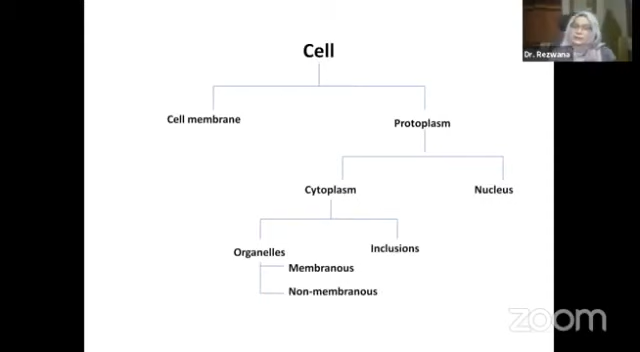 Cell
Dr. Rezwana
Cell membrane
Protoplasm
Cytoplasm
Nucleus
Organelles
Inclusions
Membranous
Non-membranous
zoom